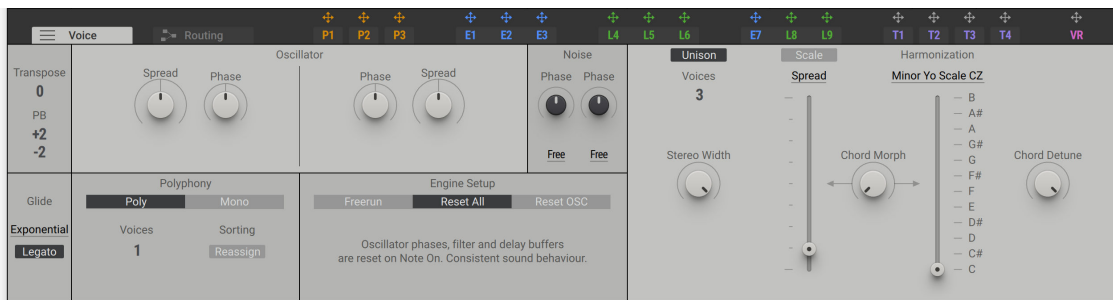 Voice
Routing
P1 P2 P3 E1 E2 E3 L4 L5 L6 E7 L8 L9 T1 T2 T3 T4 VR
Transpose
0
PB
+2
-2
Oscillator
Spread Phase Phase Spread
Noise
Phase Phase
Free Free
Glide
Exponential
Legato
Polyphony
Poly Mono
Voices Sorting
1 Reassign
Engine Setup
Freerun Reset All Reset OSC
Oscillator phases, filter and delay buffers
are reset on Note On. Consistent sound behaviour.
Unison Scale Harmonization
Voices
3
Spread
Minor Yo Scale CZ
Stereo Width
Chord Morph
Chord Detune
B
A#
A
G#
G
F#
F
E
D#
D
C#
C